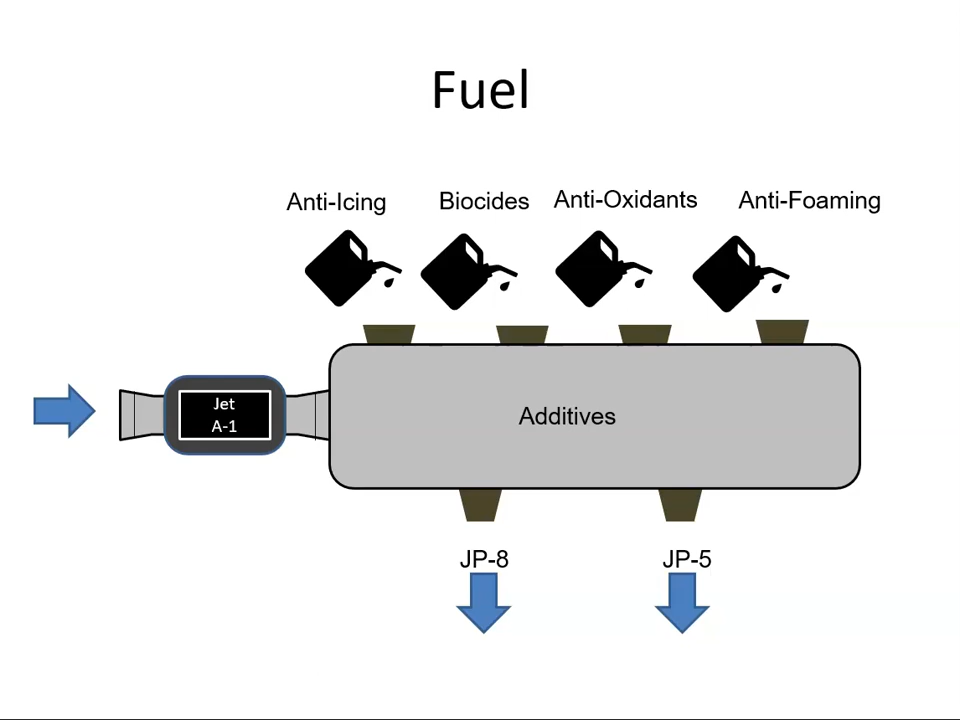 Fuel
Anti-Icing
Biocides
Anti-Oxidants
Anti-Foaming
Jet
A-1
Additives
JP-8
JP-5